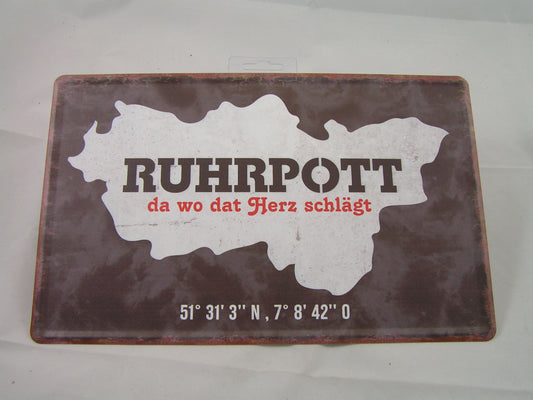 RUHRPOTT
da wo dat Herz schlägt
51° 31' 3" N , 7° 8' 42" O